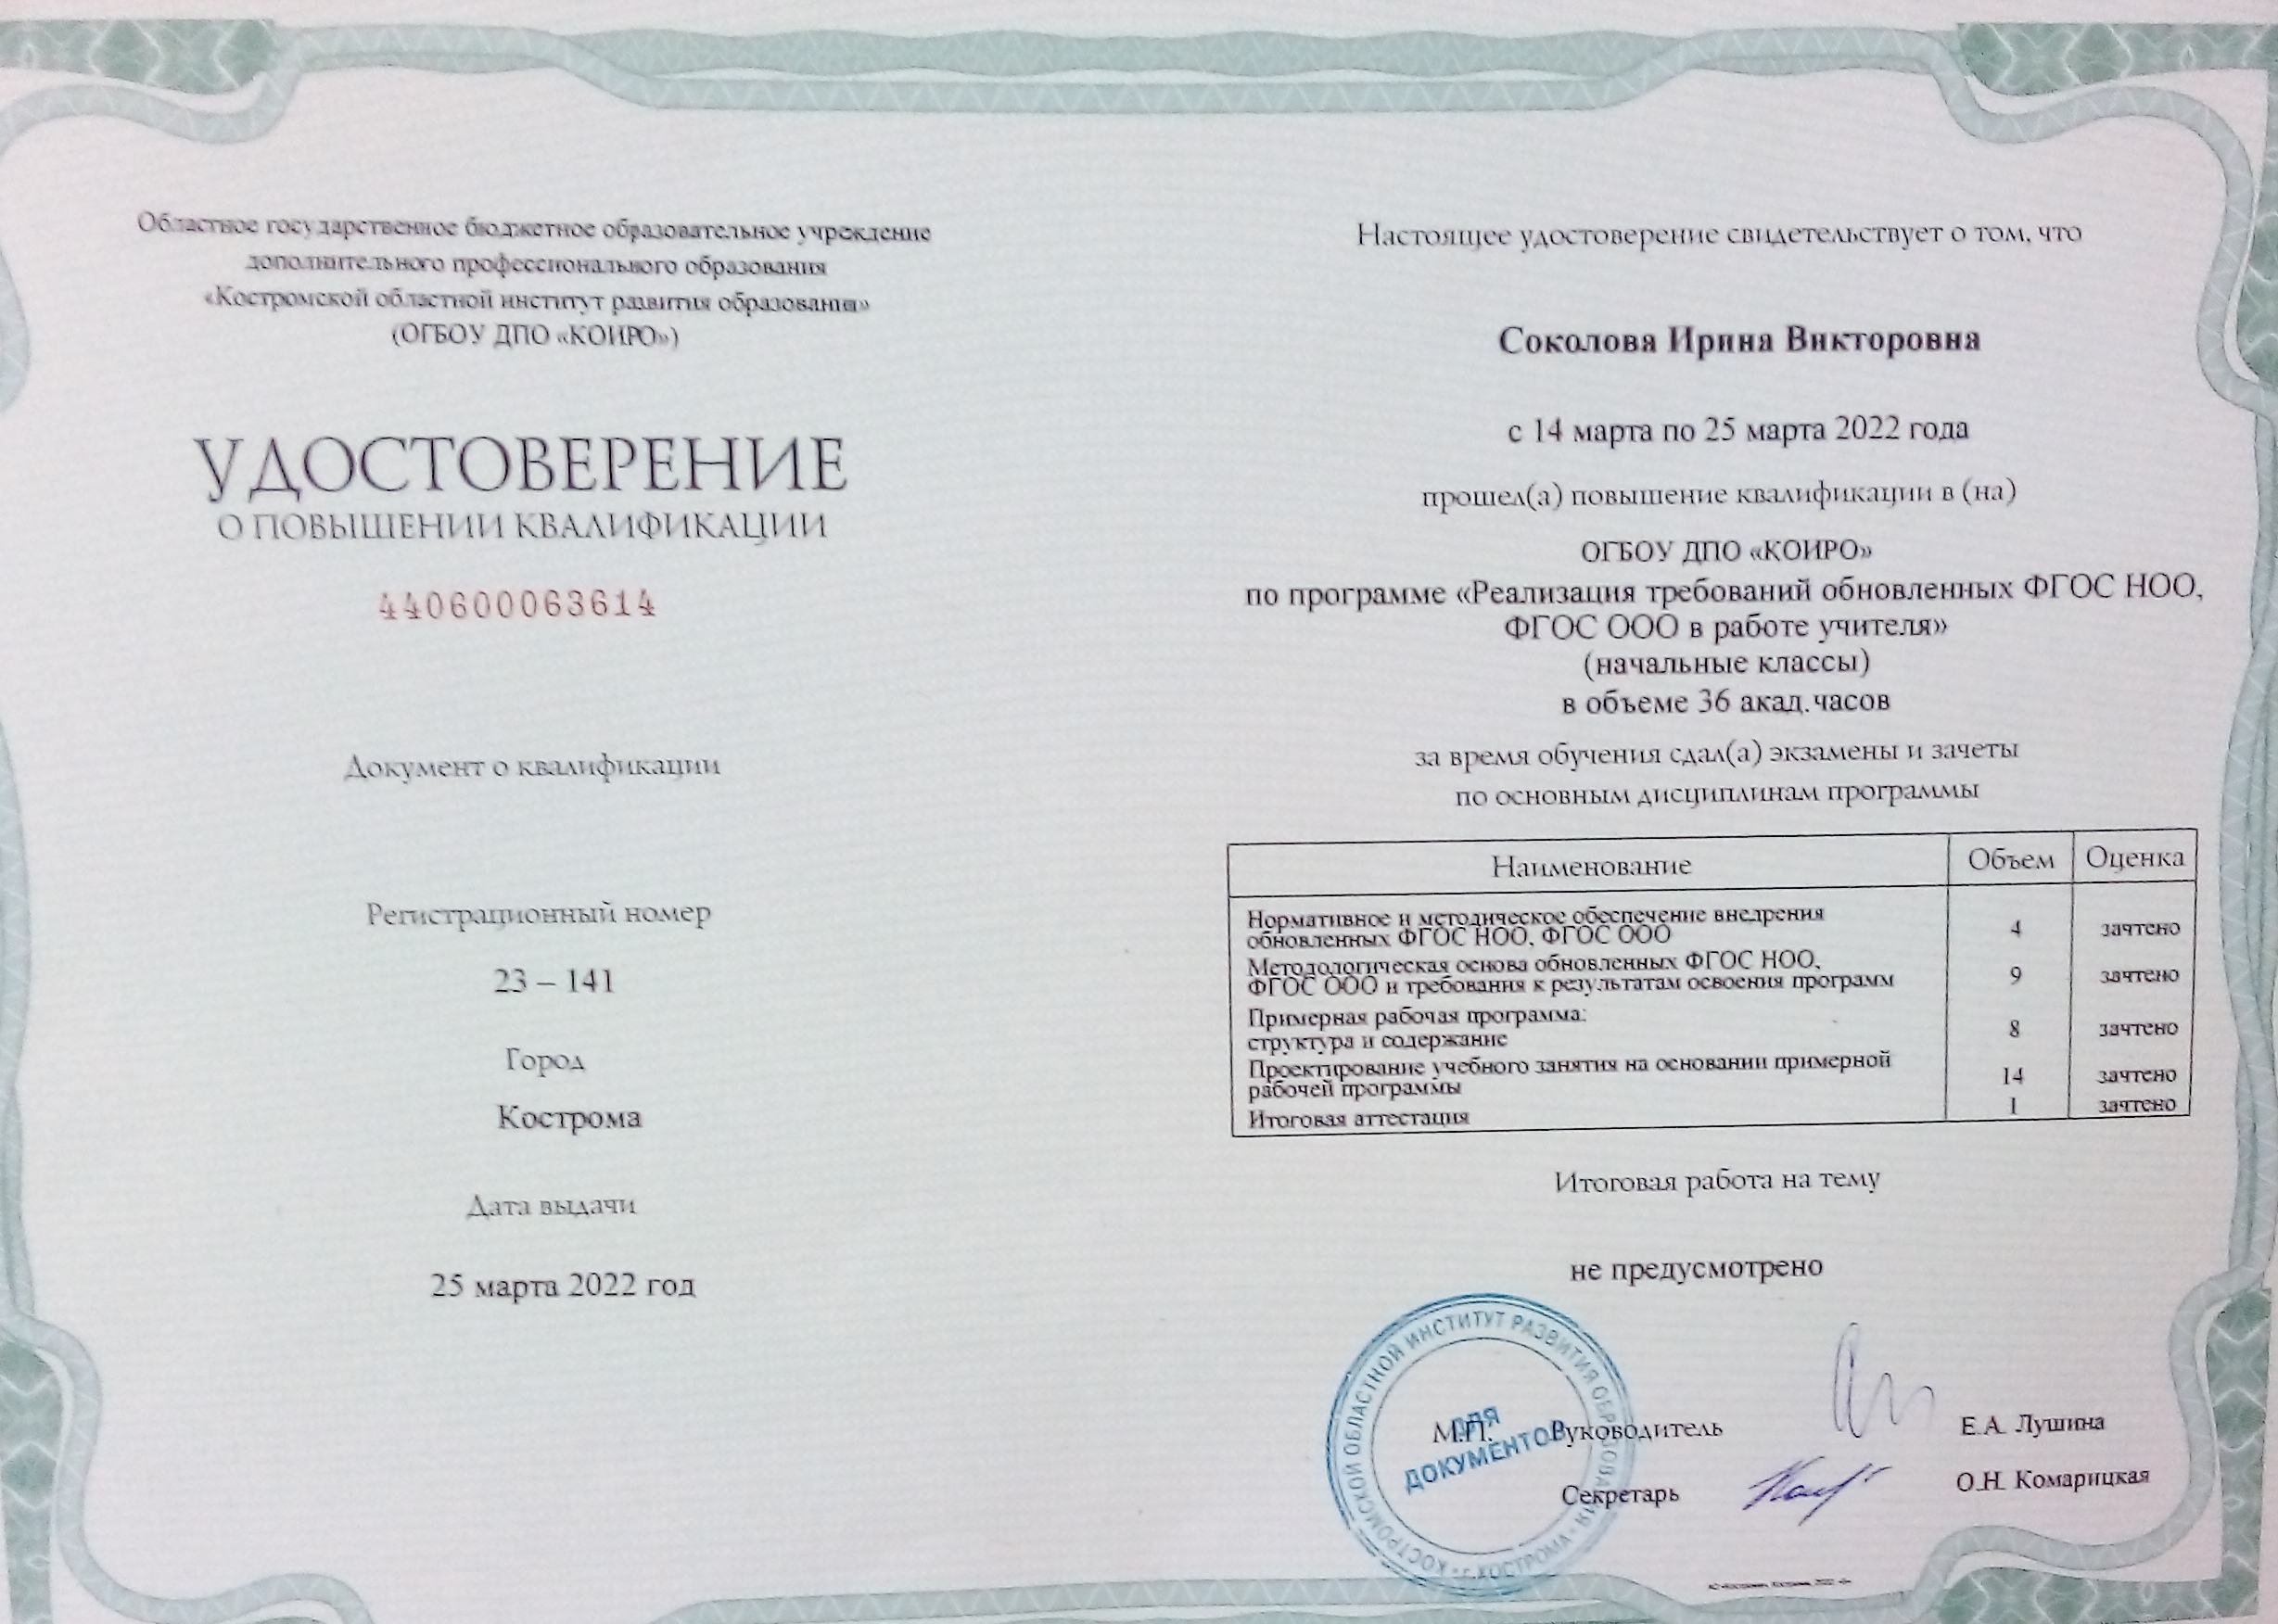 Областное государственное бюджетное образовательное учреждение
дополнительного профессионального образования
«Костромской областной институт развития образования»
(ОГБОУ ДПО «КОИРО»)
УДОСТОВЕРЕНИЕ
О ПОВЫШЕНИИ КВАЛИФИКАЦИИ
440600063614
Документ о квалификации
Регистрационный номер
23 – 141
Город
Кострома
Дата выдачи
25 марта 2022 год
Настоящее удостоверение свидетельствует о том, что
Соколова Ирина Викторовна
с 14 марта по 25 марта 2022 года
прошел(а) повышение квалификации в (на)
ОГБОУ ДПО «КОИРО»
по программе «Реализация требований обновленных ФГОС НОО,
ФГОС ООО в работе учителя»
(начальные классы)
в объеме 36 акад.часов
за время обучения сдал(а) экзамены и зачеты
по основным дисциплинам программы
Наименование Объем Оценка
Нормативное и методическое обеспечение внедрения
обновленных ФГОС НОО, ФГОС ООО 4 зачтено
Методологическая основа обновленных ФГОС НОО,
ФГОС ООО и требования к результатам освоения программ 9 зачтено
Примерная рабочая программа:
структура и содержание 8 зачтено
Проектирование учебного занятия на основании примерной
рабочей программы 14 зачтено
Итоговая аттестация 1 зачтено
Итоговая работа на тему
не предусмотрено
КОСТРОМСКОЙ ОБЛАСТНОЙ ИНСТИТУТ РАЗВИТИЯ ОБРАЗОВАНИЯ • г. КОСТРОМА •
ДЛЯ
ДОКУМЕНТОВ
М.П. Руководитель Е.А. Лушина
Секретарь О.Н. Комарицкая